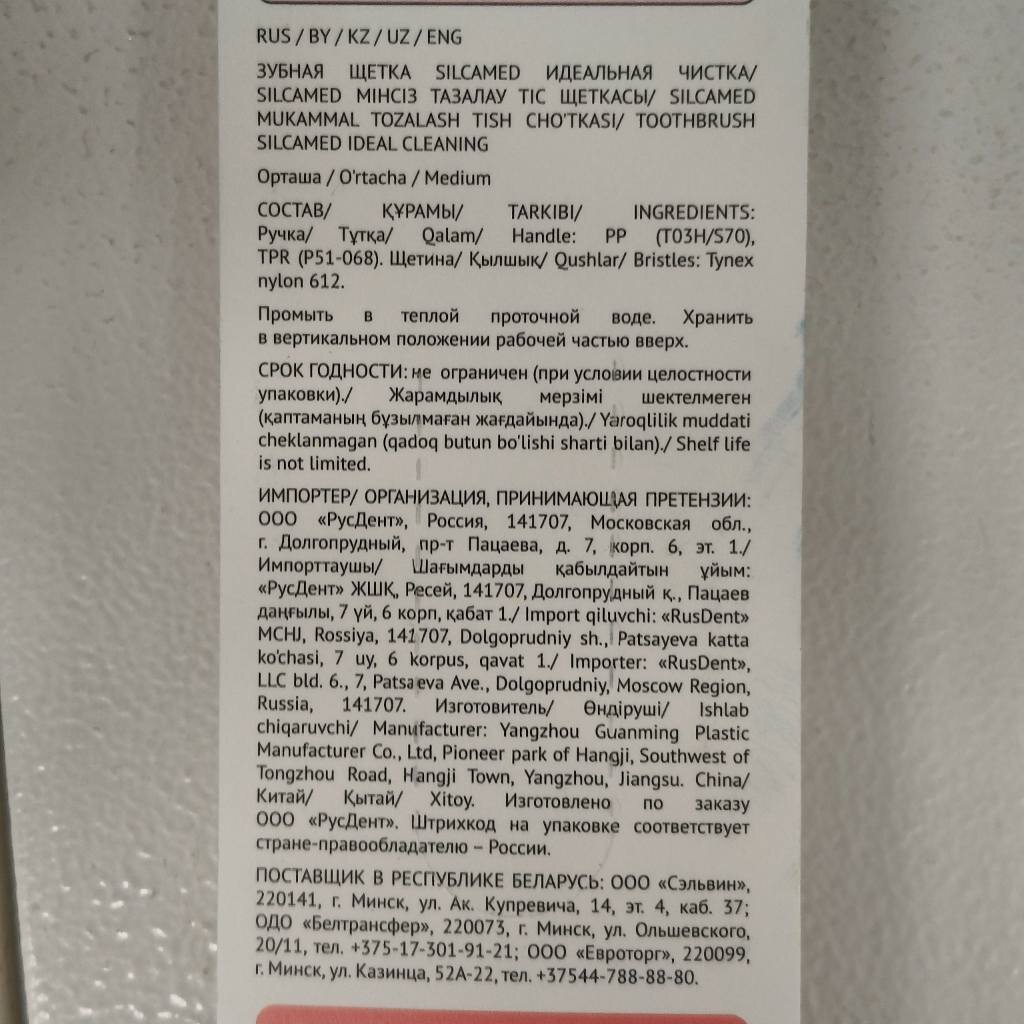 RUS / BY / KZ / UZ / ENG
ЗУБНАЯ ЩЕТКА SILCAMED ИДЕАЛЬНАЯ ЧИСТКА/
SILCAMED МІНСІЗ ТАЗАЛАУ ТІС ЩЕТКАСЫ/ SILCAMED
MUKAMMAL TOZALASH TISH CHO'TKASI/ TOOTHBRUSH
SILCAMED IDEAL CLEANING
Орташа / O'rtacha / Medium
СОСТАВ/ ҚҰРАМЫ/ TARKIBI/ INGREDIENTS:
Ручка/ Тұтқа/ Qalam/ Handle: PP (T03H/S70),
TPR (P51-068). Щетина/ Қылшық/ Qushlar/ Bristles: Tynex
nylon 612.
Промыть в теплой проточной воде. Хранить
в вертикальном положении рабочей частью вверх.
СРОК ГОДНОСТИ: не ограничен (при условии целостности
упаковки)./ Жарамдылық мерзімі шектелмеген
(қаптаманың бұзылмаған жағдайында)./ Yaroqlilik muddati
cheklanmagan (qadoq butun bo'lishi sharti bilan)./ Shelf life
is not limited.
ИМПОРТЕР/ ОРГАНИЗАЦИЯ, ПРИНИМАЮЩАЯ ПРЕТЕНЗИИ:
ООО «РусДент», Россия, 141707, Московская обл.,
г. Долгопрудный, пр-т Пацаева, д. 7, корп. 6, эт. 1./
Импорттаушы/ Шағымдарды қабылдайтын ұйым:
«РусДент» ЖШҚ, Ресей, 141707, Долгопрудный қ., Пацаев
даңғылы, 7 үй, 6 корп, қабат 1./ Import qiluvchi: «RusDent»
MCHJ, Rossiya, 141707, Dolgoprudniy sh., Patsayeva katta
ko'chasi, 7 uy, 6 korpus, qavat 1./ Importer: «RusDent»,
LLC bld. 6., 7, Patsaeva Ave., Dolgoprudniy, Moscow Region,
Russia, 141707. Изготовитель/ Өндіруші/ Ishlab
chiqaruvchi/ Manufacturer: Yangzhou Guanming Plastic
Manufacturer Co., Ltd, Pioneer park of Hangji, Southwest of
Tongzhou Road, Hangji Town, Yangzhou, Jiangsu. China/
Китай/ Қытай/ Xitoy. Изготовлено по заказу
ООО «РусДент». Штрихкод на упаковке соответствует
стране-правообладателю – России.
ПОСТАВЩИК В РЕСПУБЛИКЕ БЕЛАРУСЬ: ООО «Сэльвин»,
220141, г. Минск, ул. Ак. Купревича, 14, эт. 4, каб. 37;
ОДО «Белтрансфер», 220073, г. Минск, ул. Ольшевского,
20/11, тел. +375-17-301-91-21; ООО «Евроторг», 220099,
г. Минск, ул. Казинца, 52А-22, тел. +37544-788-88-80.